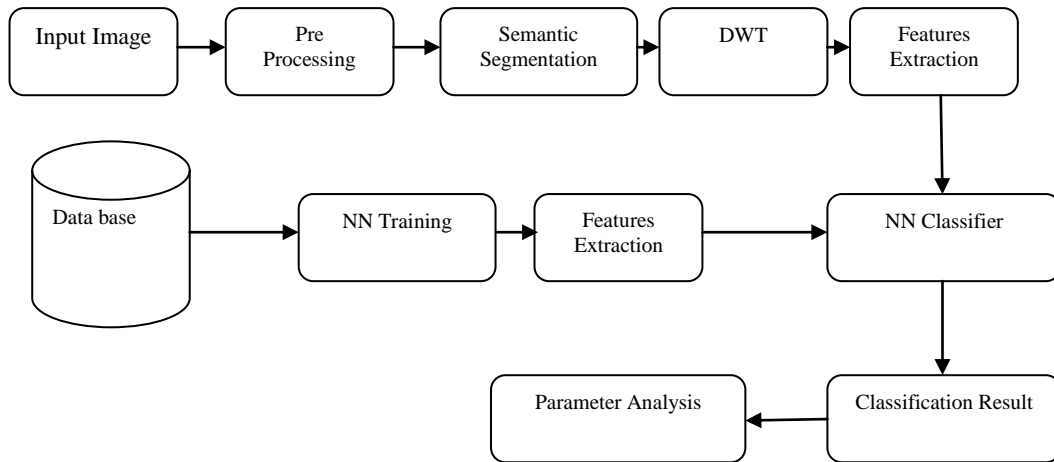 Input Image
Pre
Processing
Semantic
Segmentation
DWT
Features
Extraction
Data base
NN Training
Features
Extraction
NN Classifier
Parameter Analysis
Classification Result